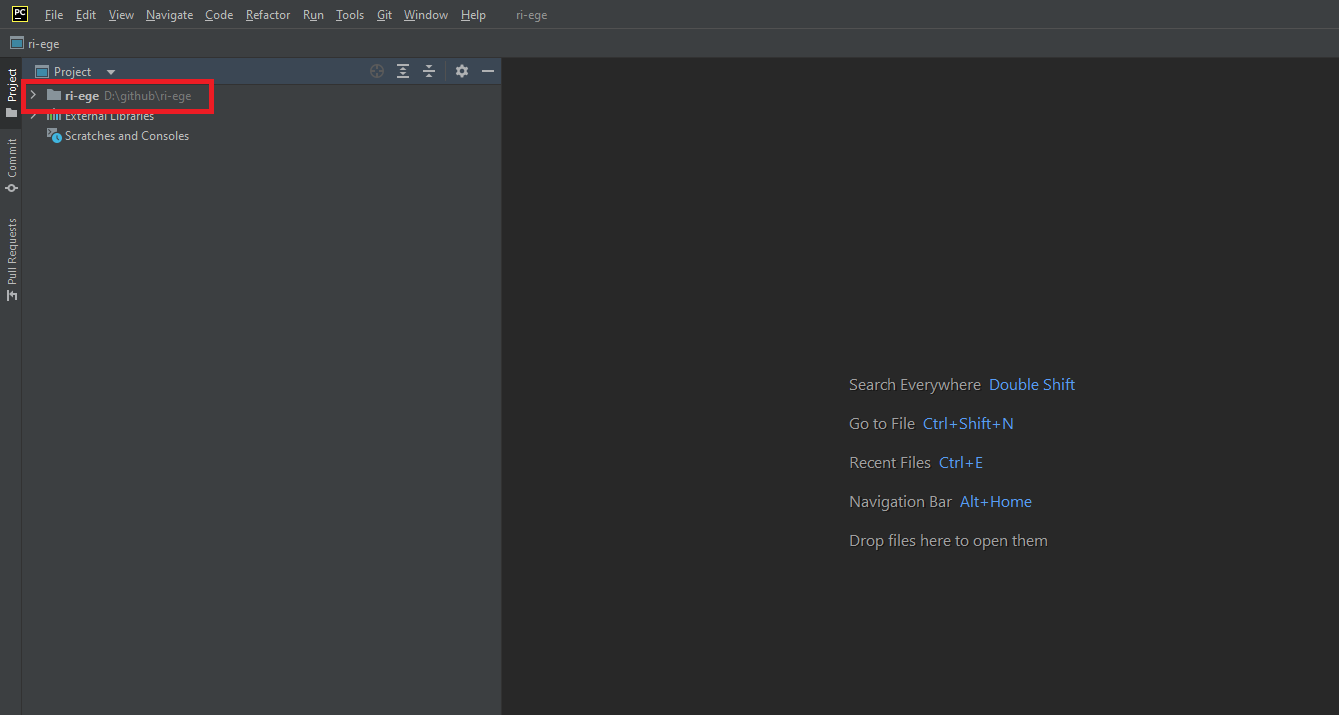 PC File Edit View Navigate Code Refactor Run Tools Git Window Help ri-ege
ri-ege
Project
Commit
Pull Requests
Project
ri-ege D:\github\ri-ege
External Libraries
Scratches and Consoles
Search Everywhere Double Shift
Go to File Ctrl+Shift+N
Recent Files Ctrl+E
Navigation Bar Alt+Home
Drop files here to open them